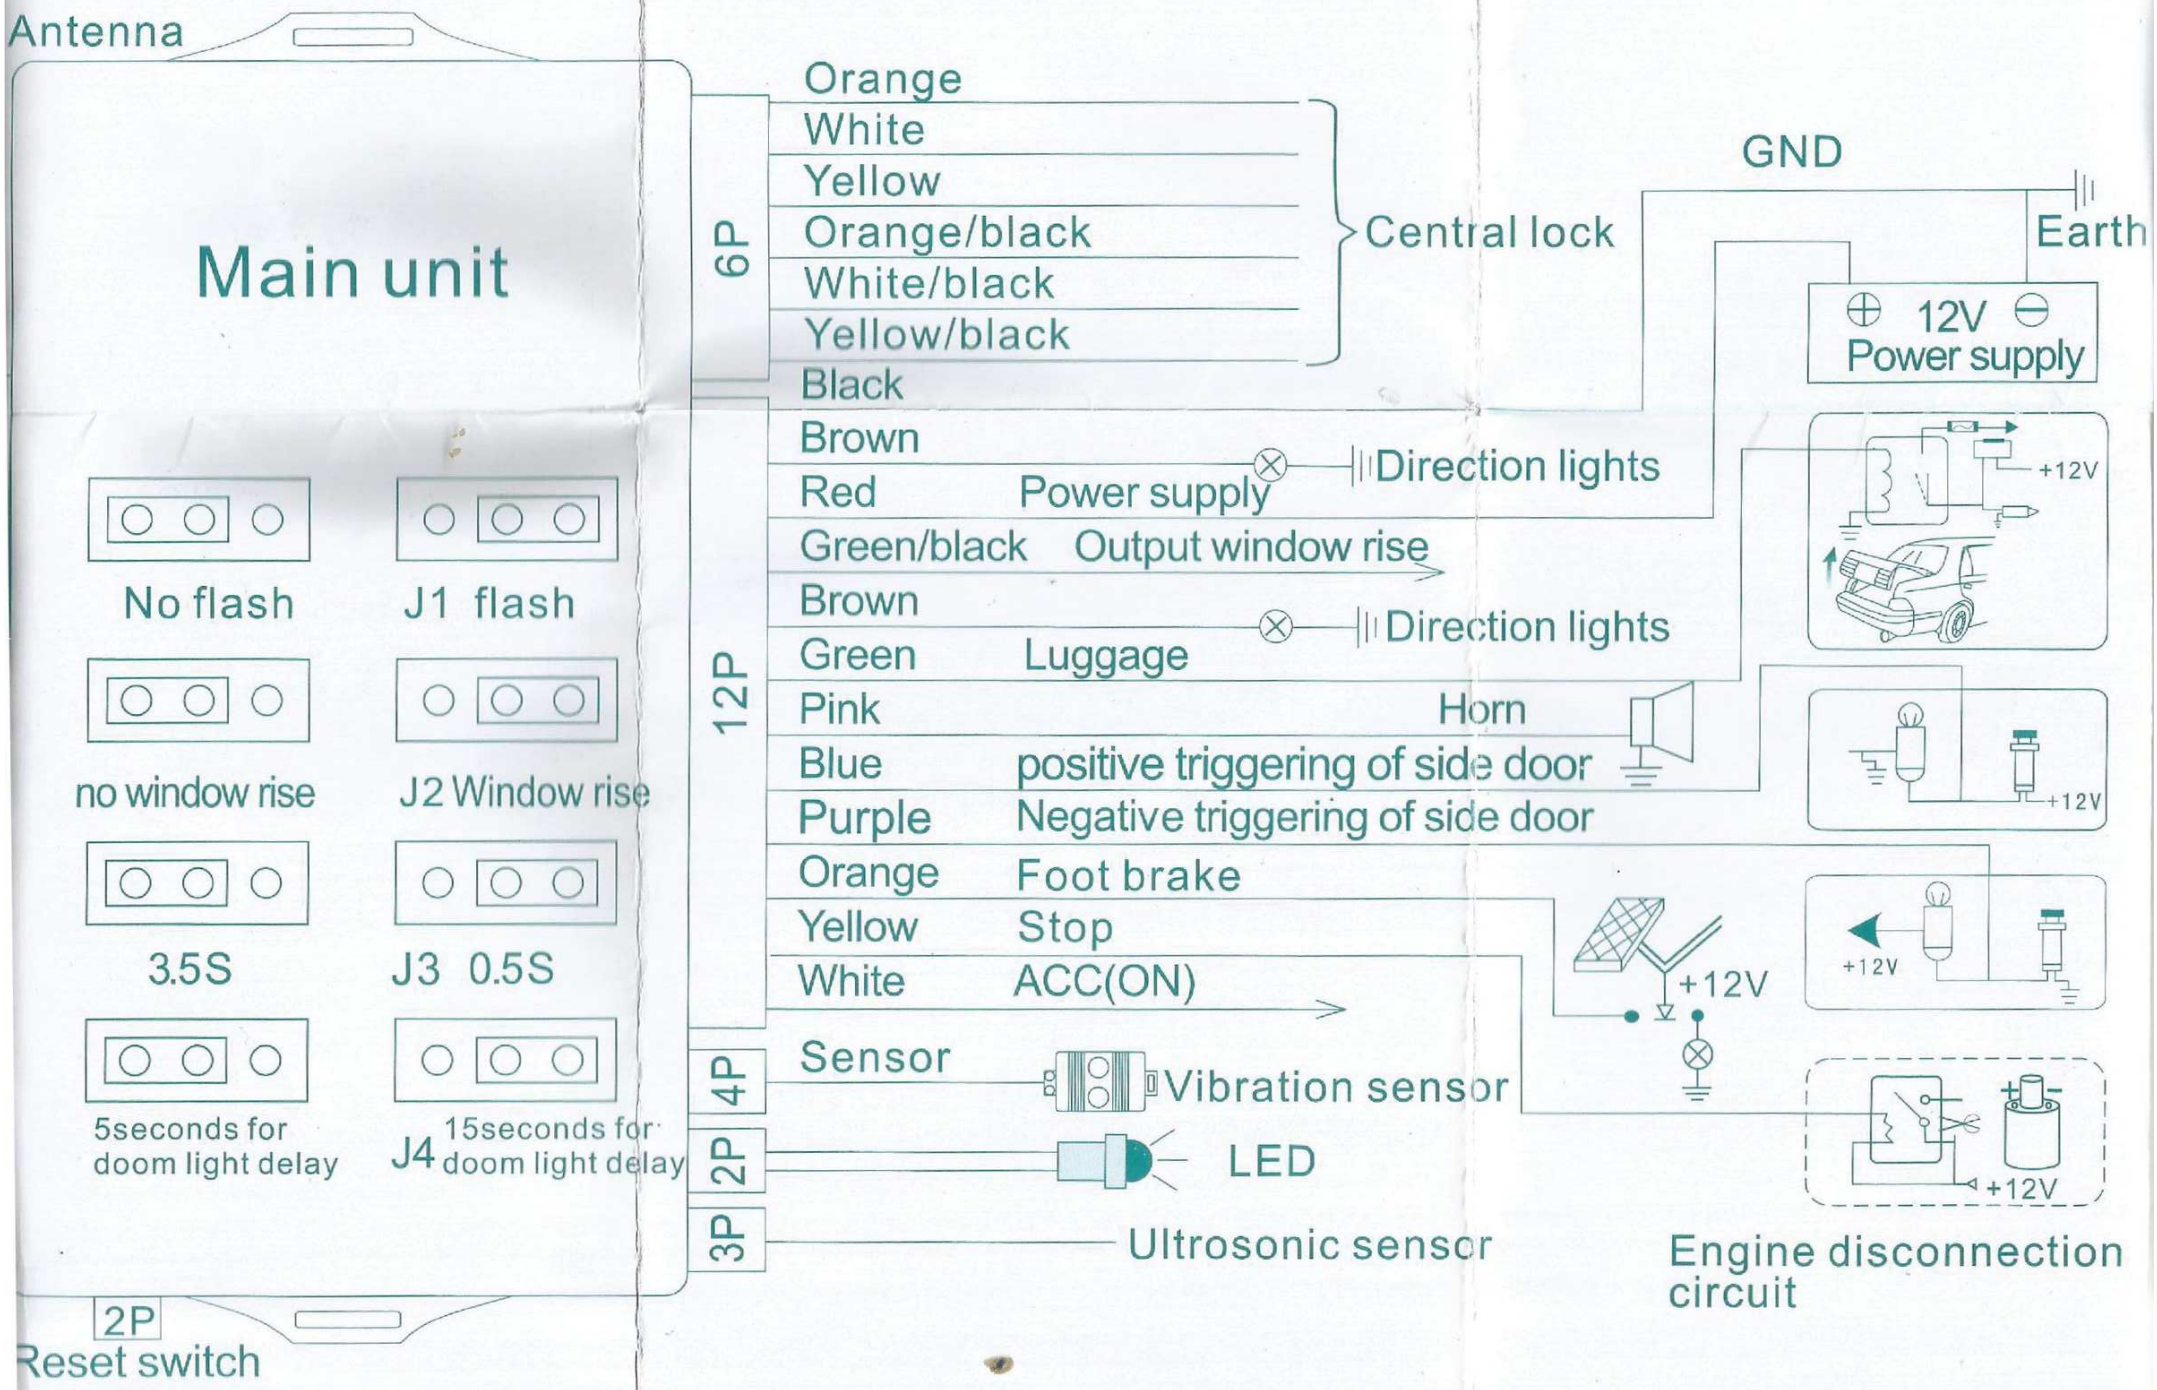 Antenna
Main unit
No flash
J1 flash
no window rise
J2 Window rise
3.5S
J3 0.5S
5seconds for
doom light delay
15seconds for
J4 doom light delay
2P
Reset switch
6P
Orange
White
Yellow
Orange/black
White/black
Yellow/black
Central lock
12P
Black
Brown
Direction lights
Red Power supply
Green/black Output window rise
Brown
Direction lights
Green Luggage
Pink Horn
Blue positive triggering of side door
Purple Negative triggering of side door
Orange Foot brake
Yellow Stop
White ACC(ON)
4P
Sensor
Vibration sensor
2P
LED
3P
Ultrosonic sensor
GND
Earth
12V
Power supply
+12V
+12V
+12V
+12V
+ -
+12V
Engine disconnection
circuit